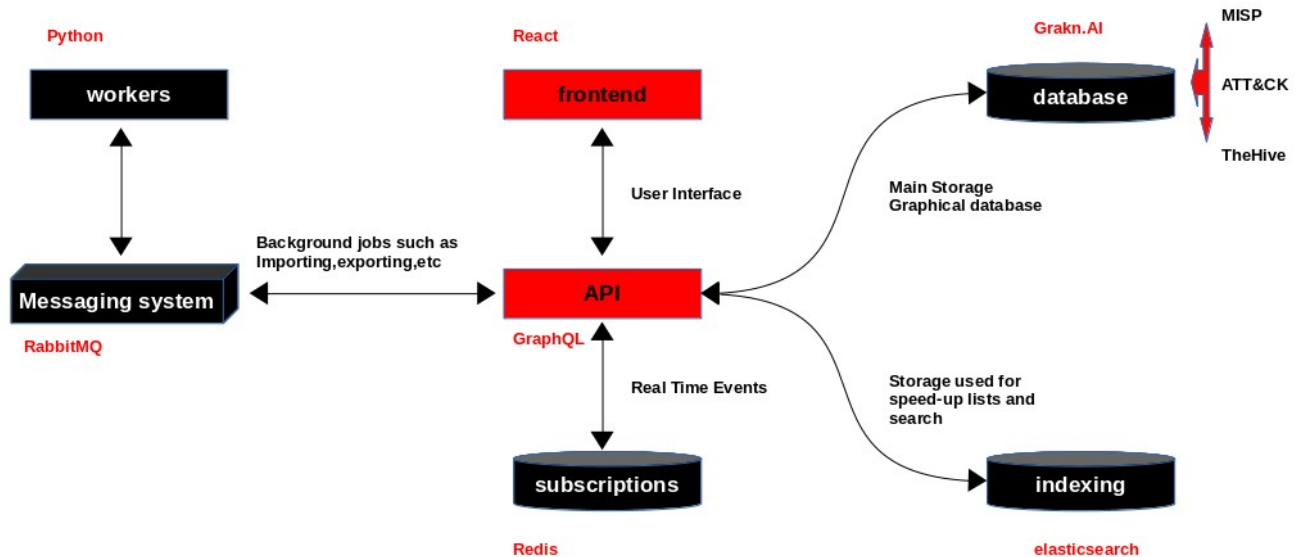 Python
workers
Messaging system
RabbitMQ
Background jobs such as
Importing,exporting,etc
React
frontend
User Interface
API
GraphQL
Real Time Events
subscriptions
Redis
Grakn.AI
database
MISP
ATT&CK
TheHive
Main Storage
Graphical database
Storage used for
speed-up lists and
search
indexing
elasticsearch